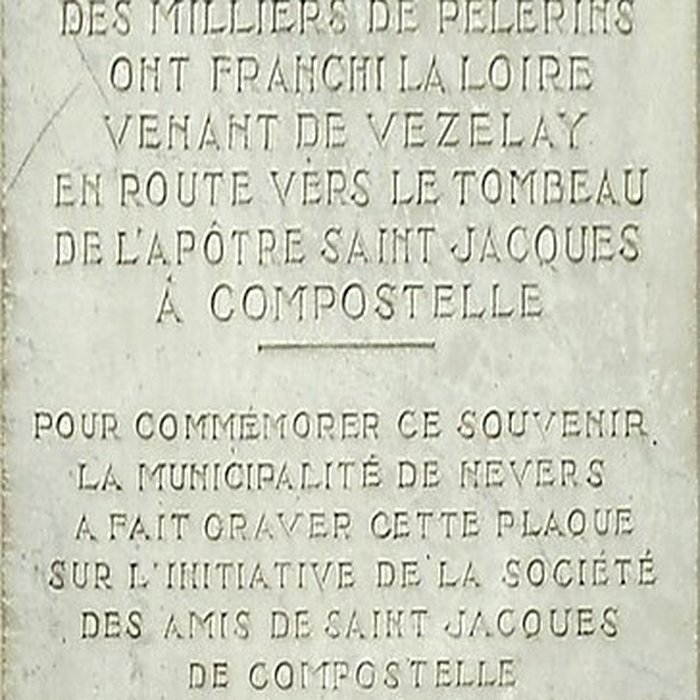 DES MILLIERS DE PELERINS
ONT FRANCHI LA LOIRE
VENANT DE VEZELAY
EN ROUTE VERS LE TOMBEAU
DE L'APÔTRE SAINT JACQUES
À COMPOSTELLE
POUR COMMÉMORER CE SOUVENIR,
LA MUNICIPALITÉ DE NEVERS
A FAIT GRAVER CETTE PLAQUE
SUR L'INITIATIVE DE LA SOCIÉTÉ
DES AMIS DE SAINT JACQUES
DE COMPOSTELLE